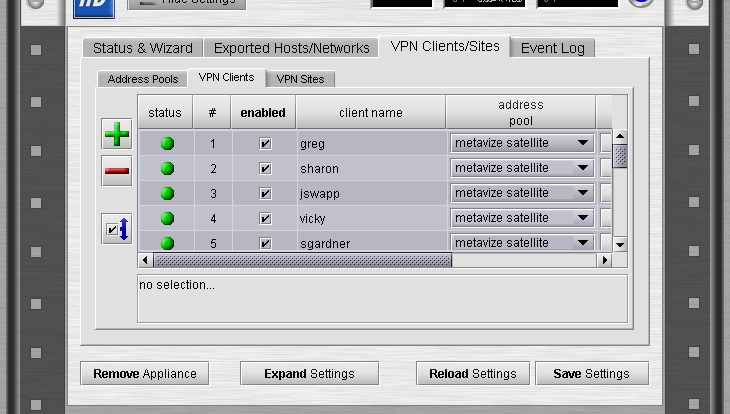 Hide Settings
Status & Wizard Exported Hosts/Networks VPN Clients/Sites Event Log
Address Pools VPN Clients VPN Sites
status # enabled client name address pool
1 greg metavize satellite
2 sharon metavize satellite
3 jswapp metavize satellite
4 vicky metavize satellite
5 sgardner metavize satellite
no selection...
Remove Appliance Expand Settings Reload Settings Save Settings